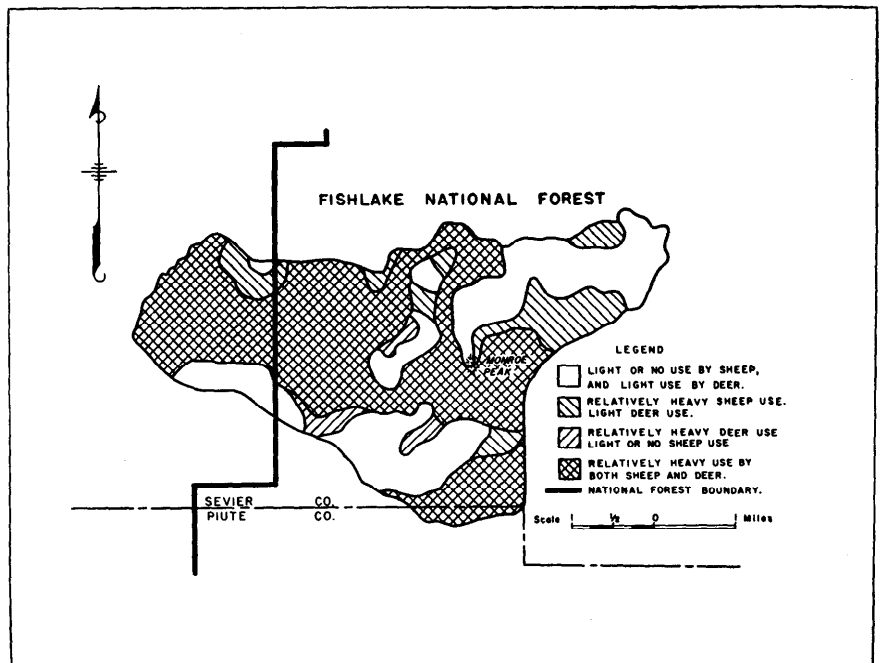 FISHLAKE NATIONAL FOREST
MONROE
PEAK
LEGEND
LIGHT OR NO USE BY SHEEP,
AND LIGHT USE BY DEER.
RELATIVELY HEAVY SHEEP USE.
LIGHT DEER USE.
RELATIVELY HEAVY DEER USE
LIGHT OR NO SHEEP USE
RELATIVELY HEAVY USE BY
BOTH SHEEP AND DEER.
NATIONAL FOREST BOUNDARY.
SEVIER CO.
PIUTE CO.
Scale 1 ½ 0 1 Miles